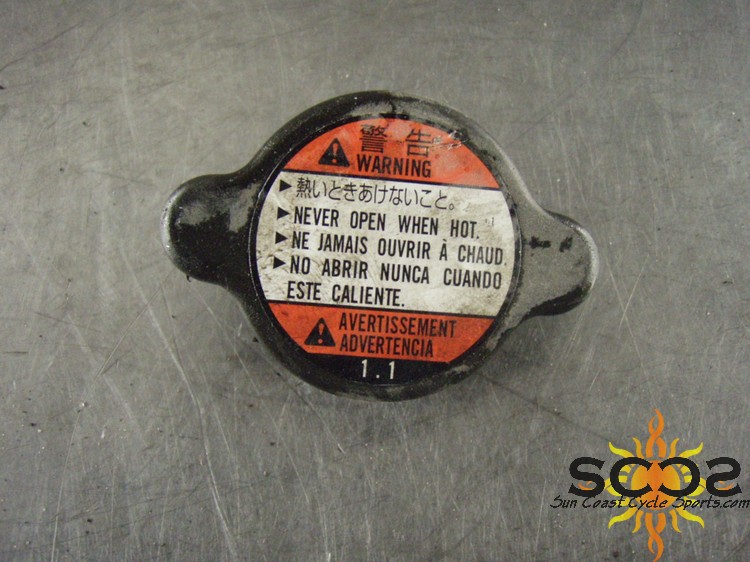 警告
WARNING
▶熱いときあけないこと。
▶NEVER OPEN WHEN HOT.
▶NE JAMAIS OUVRIR À CHAUD
▶NO ABRIR NUNCA CUANDO
ESTE CALIENTE.
AVERTISSEMENT
ADVERTENCIA
1.1
SCCS
Sun Coast Cycle Sports.com